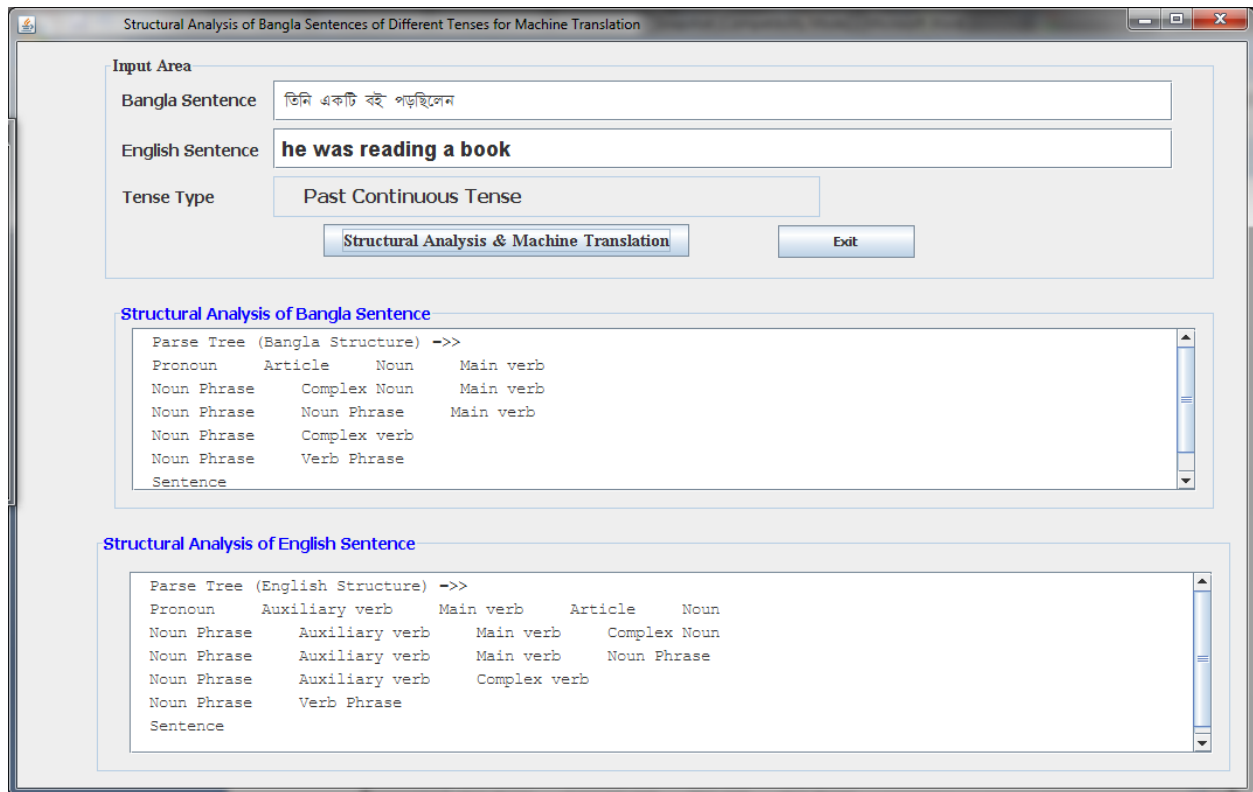 Structural Analysis of Bangla Sentences of Different Tenses for Machine Translation
Input Area
Bangla Sentence তিনি একটি বই পড়ছিলেন
English Sentence he was reading a book
Tense Type Past Continuous Tense
Structural Analysis & Machine Translation Exit
Structural Analysis of Bangla Sentence
Parse Tree (Bangla Structure) ->>
Pronoun Article Noun Main verb
Noun Phrase Complex Noun Main verb
Noun Phrase Noun Phrase Main verb
Noun Phrase Complex verb
Noun Phrase Verb Phrase
Sentence
Structural Analysis of English Sentence
Parse Tree (English Structure) ->>
Pronoun Auxiliary verb Main verb Article Noun
Noun Phrase Auxiliary verb Main verb Complex Noun
Noun Phrase Auxiliary verb Main verb Noun Phrase
Noun Phrase Auxiliary verb Complex verb
Noun Phrase Verb Phrase
Sentence